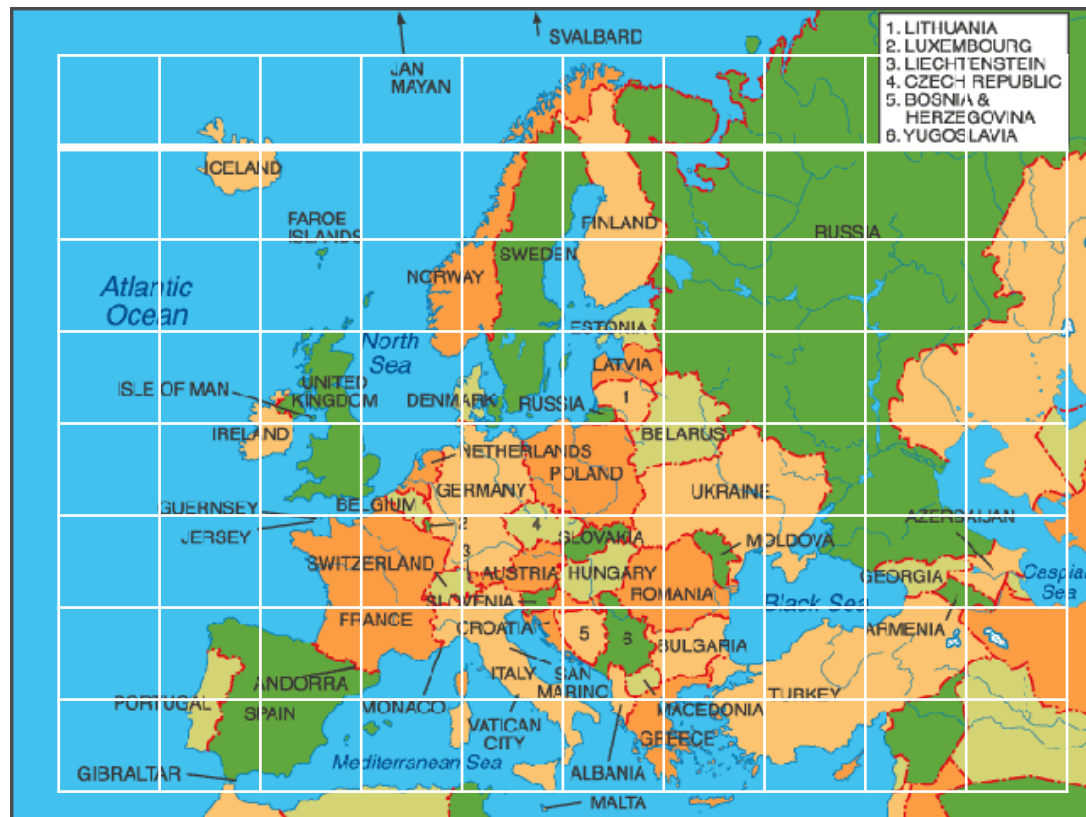 SVALBARD
JAN
MAYAN
1. LITHUANIA
2. LUXEMBOURG
3. LIECHTENSTEIN
4. CZECH REPUBLIC
5. BOSNIA &
HERZEGOVINA
6. YUGOSLAVIA
ICELAND
FAROE
ISLANDS
FINLAND
RUSSIA
SWEDEN
NORWAY
Atlantic
Ocean
ESTONIA
North
Sea
LATVIA
ISLE OF MAN
UNITED
KINGDOM
DENMARK
RUSSIA
1
IRELAND
BELARUS
NETHERLANDS
POLAND
GERMANY
UKRAINE
BELGIUM
GUERNSEY
JERSEY
2
4
SLOVAKIA
MOLDOVA
AZERBAIJAN
3
SWITZERLAND
AUSTRIA
HUNGARY
GEORGIA
Caspian
Sea
SLOVENIA
ROMANIA
Black Sea
FRANCE
CROATIA
5
6
BULGARIA
ARMENIA
ITALY
SAN
MARINO
ANDORRA
TURKEY
PORTUGAL
SPAIN
MONACO
VATICAN
CITY
MACEDONIA
GREECE
Mediterranean Sea
GIBRALTAR
ALBANIA
MALTA